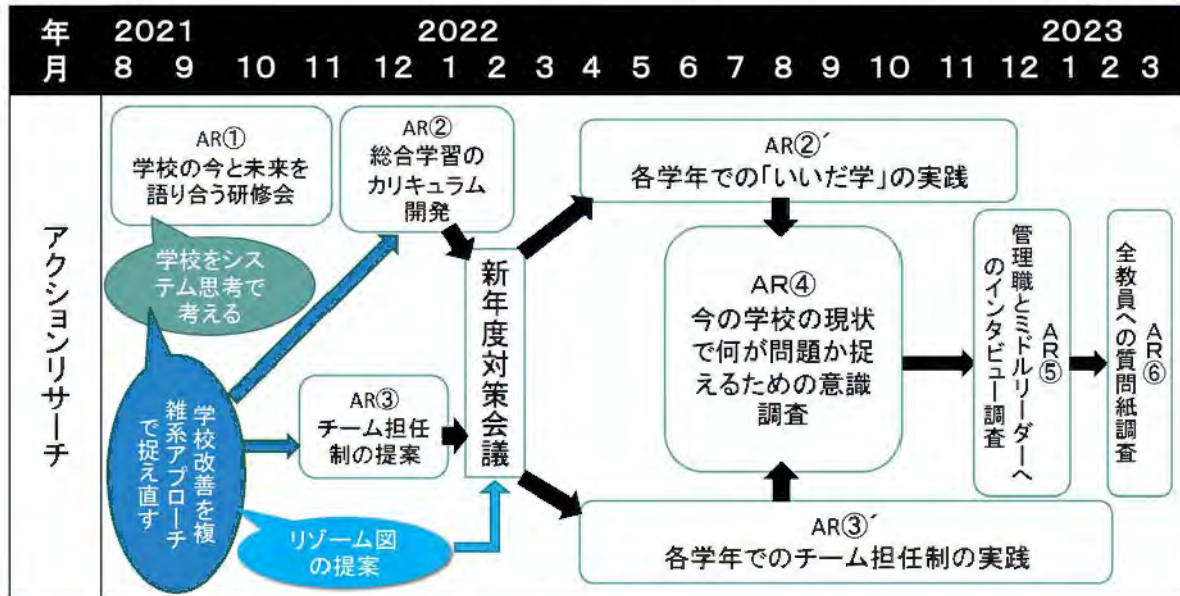 年 2021 2022 2023
月 8 9 10 11 12 1 2 3 4 5 6 7 8 9 10 11 12 1 2 3
アクションリサーチ
AR①
学校の今と未来を
語り合う研修会
学校をシス
テム思考で
考える
学校改善を複
雑系アプローチ
で捉え直す
AR②
総合学習の
カリキュラム
開発
AR③
チーム担任
制の提案
リゾーム図
の提案
新年度対策会議
AR②´
各学年での「いいだ学」の実践
AR④
今の学校の現状
で何が問題か捉
えるための意識
調査
AR③´
各学年でのチーム担任制の実践
AR⑤
管理職とミドルリーダーへ
のインタビュー調査
AR⑥
全教員への質問紙調査